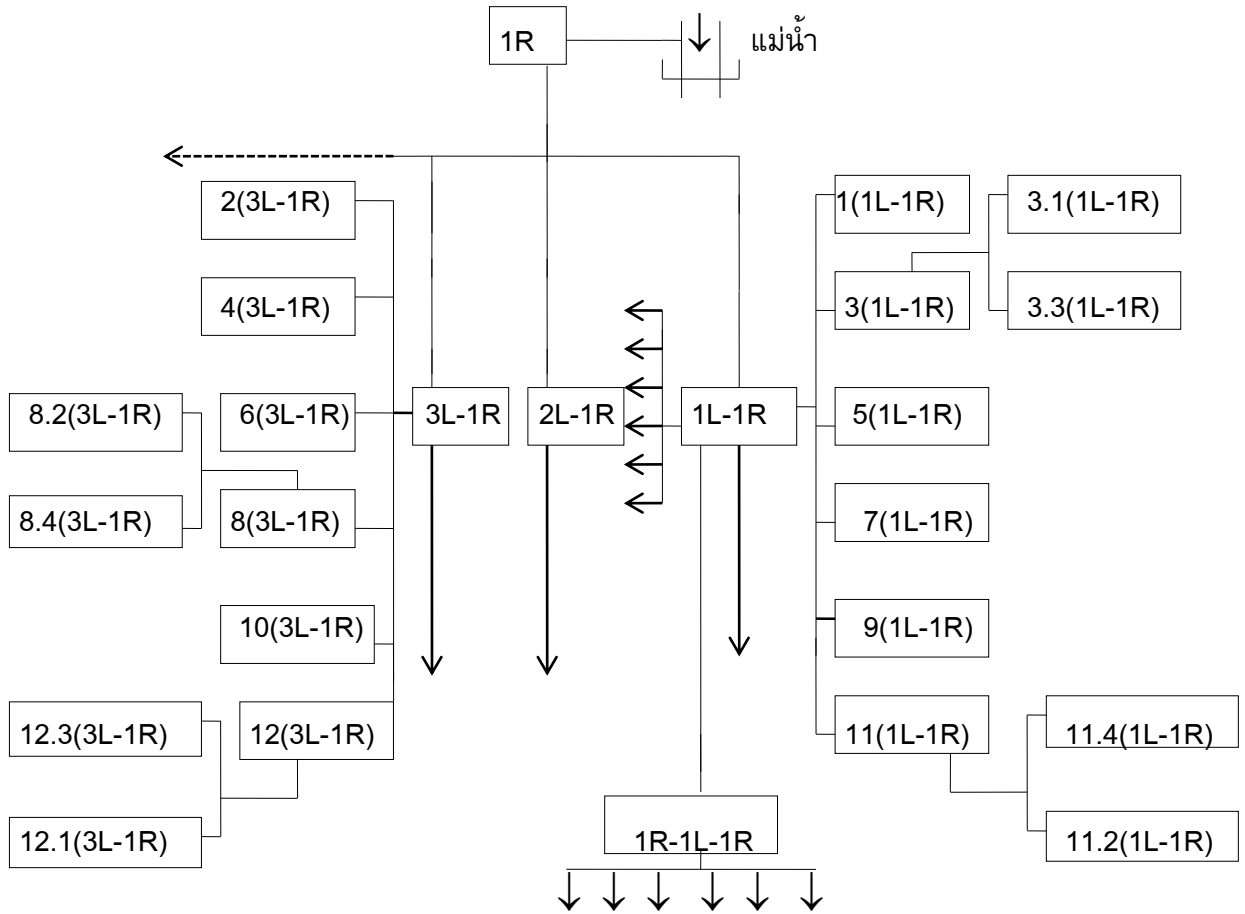 1R
แม่น้ำ
2(3L-1R)
1(1L-1R)
3.1(1L-1R)
4(3L-1R)
3(1L-1R)
3.3(1L-1R)
8.2(3L-1R)
6(3L-1R)
3L-1R
2L-1R
1L-1R
5(1L-1R)
8.4(3L-1R)
8(3L-1R)
7(1L-1R)
10(3L-1R)
9(1L-1R)
12.3(3L-1R)
12(3L-1R)
11(1L-1R)
11.4(1L-1R)
12.1(3L-1R)
1R-1L-1R
11.2(1L-1R)